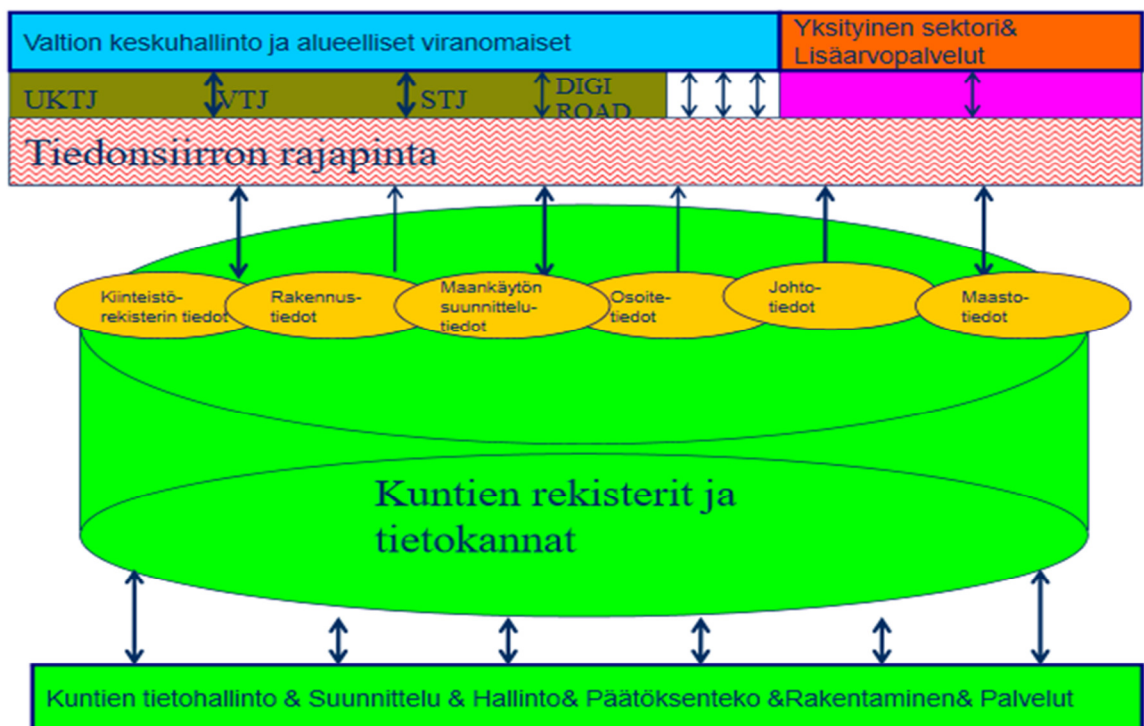 Valtion keskuhallinto ja alueelliset viranomaiset
Yksityinen sektori&
Lisäarvopalvelut
UKTJ
VTJ
STJ
DIGI
ROAD
Tiedonsiirron rajapinta
Kiinteistö-
rekisterin tiedot
Rakennus-
tiedot
Maankäytön
suunnittelu-
tiedot
Osoite-
tiedot
Johto-
tiedot
Maasto-
tiedot
Kuntien rekisterit ja
tietokannat
Kuntien tietohallinto & Suunnittelu & Hallinto& Päätöksenteko &Rakentaminen& Palvelut